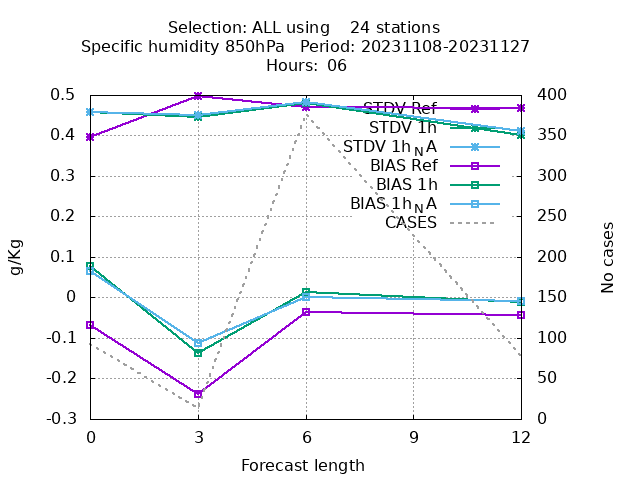 Selection: ALL using    24 stations
Specific humidity 850hPa   Period: 20231108-20231127
Hours:  06
0.5
0.4
0.3
0.2
0.1
0
-0.1
-0.2
-0.3
g/Kg
400
350
300
250
200
150
100
50
0
No cases
STDV Ref
STDV 1h
STDV 1h_NA
BIAS Ref
BIAS 1h
BIAS 1h_NA
CASES
0 3 6 9 12
Forecast length